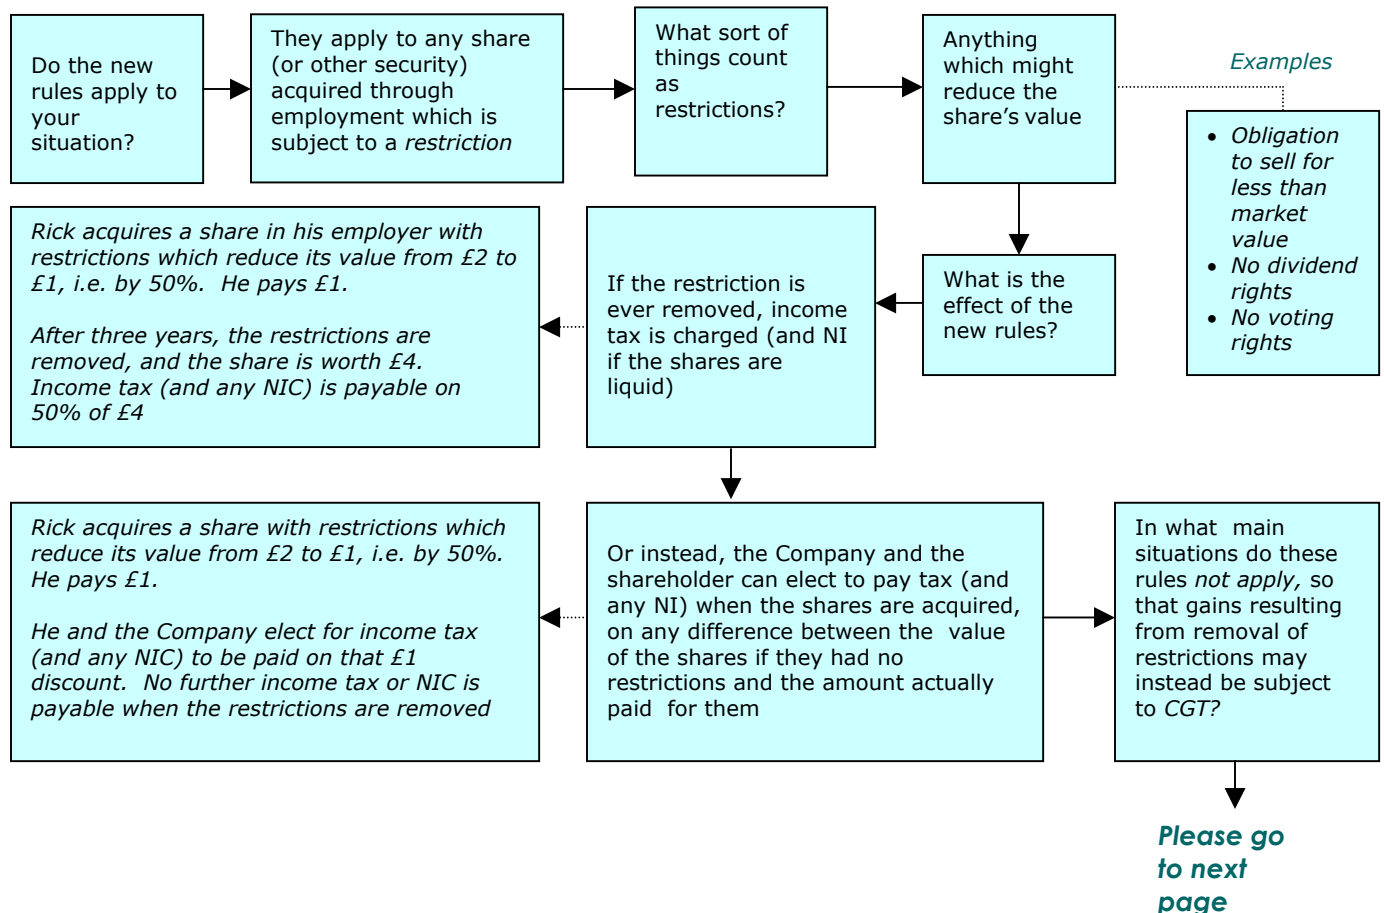 Do the new
rules apply to
your
situation?
They apply to any share
(or other security)
acquired through
employment which is
subject to a restriction
What sort of
things count
as
restrictions?
Anything
which might
reduce the
share's value
Examples
• Obligation
to sell for
less than
market
value
• No dividend
rights
• No voting
rights
What is the
effect of the
new rules?
If the restriction is
ever removed, income
tax is charged (and NI
if the shares are
liquid)
Rick acquires a share in his employer with
restrictions which reduce its value from £2 to
£1, i.e. by 50%.  He pays £1.
After three years, the restrictions are
removed, and the share is worth £4.
Income tax (and any NIC) is payable on
50% of £4
Or instead, the Company and the
shareholder can elect to pay tax (and
any NI) when the shares are acquired,
on any difference between the  value
of the shares if they had no
restrictions and the amount actually
paid  for them
Rick acquires a share with restrictions which
reduce its value from £2 to £1, i.e. by 50%.
He pays £1.
He and the Company elect for income tax
(and any NIC) to be paid on that £1
discount.  No further income tax or NIC is
payable when the restrictions are removed
In what  main
situations do these
rules not apply, so
that gains resulting
from removal of
restrictions may
instead be subject
to CGT?
Please go
to next
page